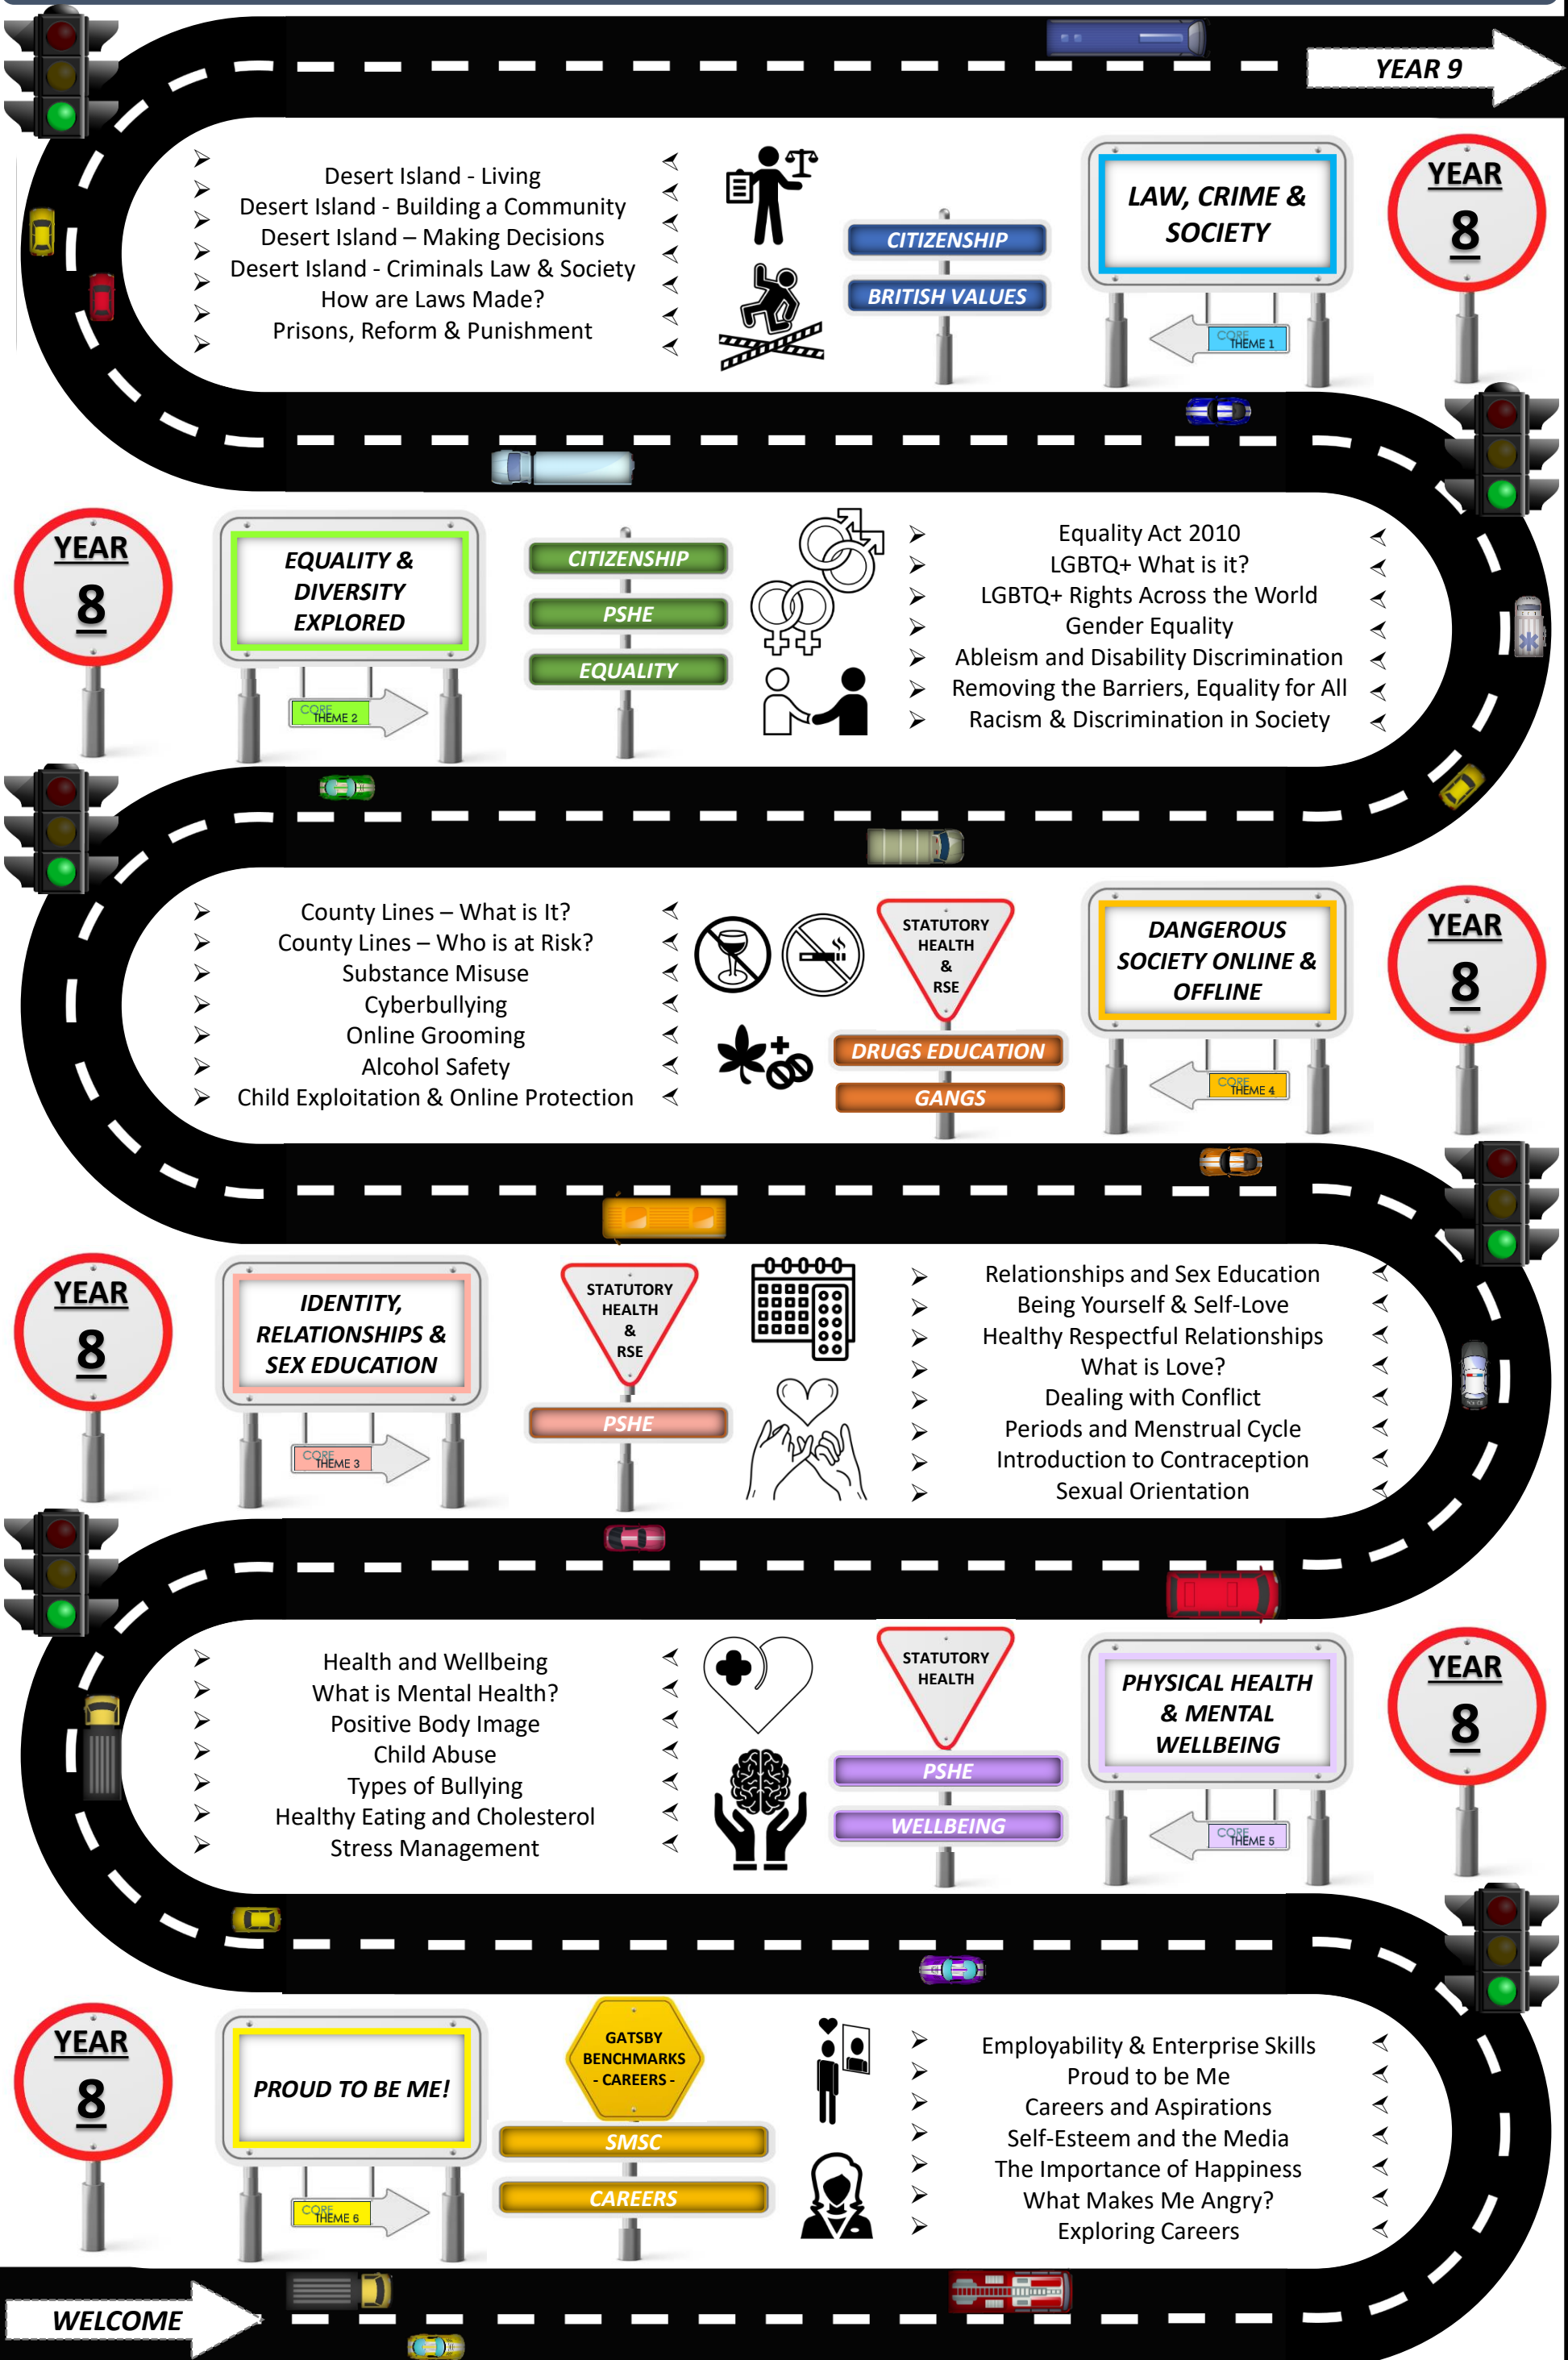 YEAR 9
Desert Island - Living
Desert Island - Building a Community
Desert Island – Making Decisions
Desert Island - Criminals Law & Society
How are Laws Made?
Prisons, Reform & Punishment
CITIZENSHIP
BRITISH VALUES
LAW, CRIME &
SOCIETY
CORE
THEME 1
YEAR
8
YEAR
8
EQUALITY &
DIVERSITY
EXPLORED
CORE
THEME 2
CITIZENSHIP
PSHE
EQUALITY
Equality Act 2010
LGBTQ+ What is it?
LGBTQ+ Rights Across the World
Gender Equality
Ableism and Disability Discrimination
Removing the Barriers, Equality for All
Racism & Discrimination in Society
County Lines – What is It?
County Lines – Who is at Risk?
Substance Misuse
Cyberbullying
Online Grooming
Alcohol Safety
Child Exploitation & Online Protection
STATUTORY
HEALTH
&
RSE
DRUGS EDUCATION
GANGS
DANGEROUS
SOCIETY ONLINE &
OFFLINE
CORE
THEME 4
YEAR
8
YEAR
8
IDENTITY,
RELATIONSHIPS &
SEX EDUCATION
CORE
THEME 3
STATUTORY
HEALTH
&
RSE
PSHE
Relationships and Sex Education
Being Yourself & Self-Love
Healthy Respectful Relationships
What is Love?
Dealing with Conflict
Periods and Menstrual Cycle
Introduction to Contraception
Sexual Orientation
Health and Wellbeing
What is Mental Health?
Positive Body Image
Child Abuse
Types of Bullying
Healthy Eating and Cholesterol
Stress Management
STATUTORY
HEALTH
PSHE
WELLBEING
PHYSICAL HEALTH
& MENTAL
WELLBEING
CORE
THEME 5
YEAR
8
YEAR
8
PROUD TO BE ME!
CORE
THEME 6
GATSBY
BENCHMARKS
- CAREERS -
SMSC
CAREERS
Employability & Enterprise Skills
Proud to be Me
Careers and Aspirations
Self-Esteem and the Media
The Importance of Happiness
What Makes Me Angry?
Exploring Careers
WELCOME